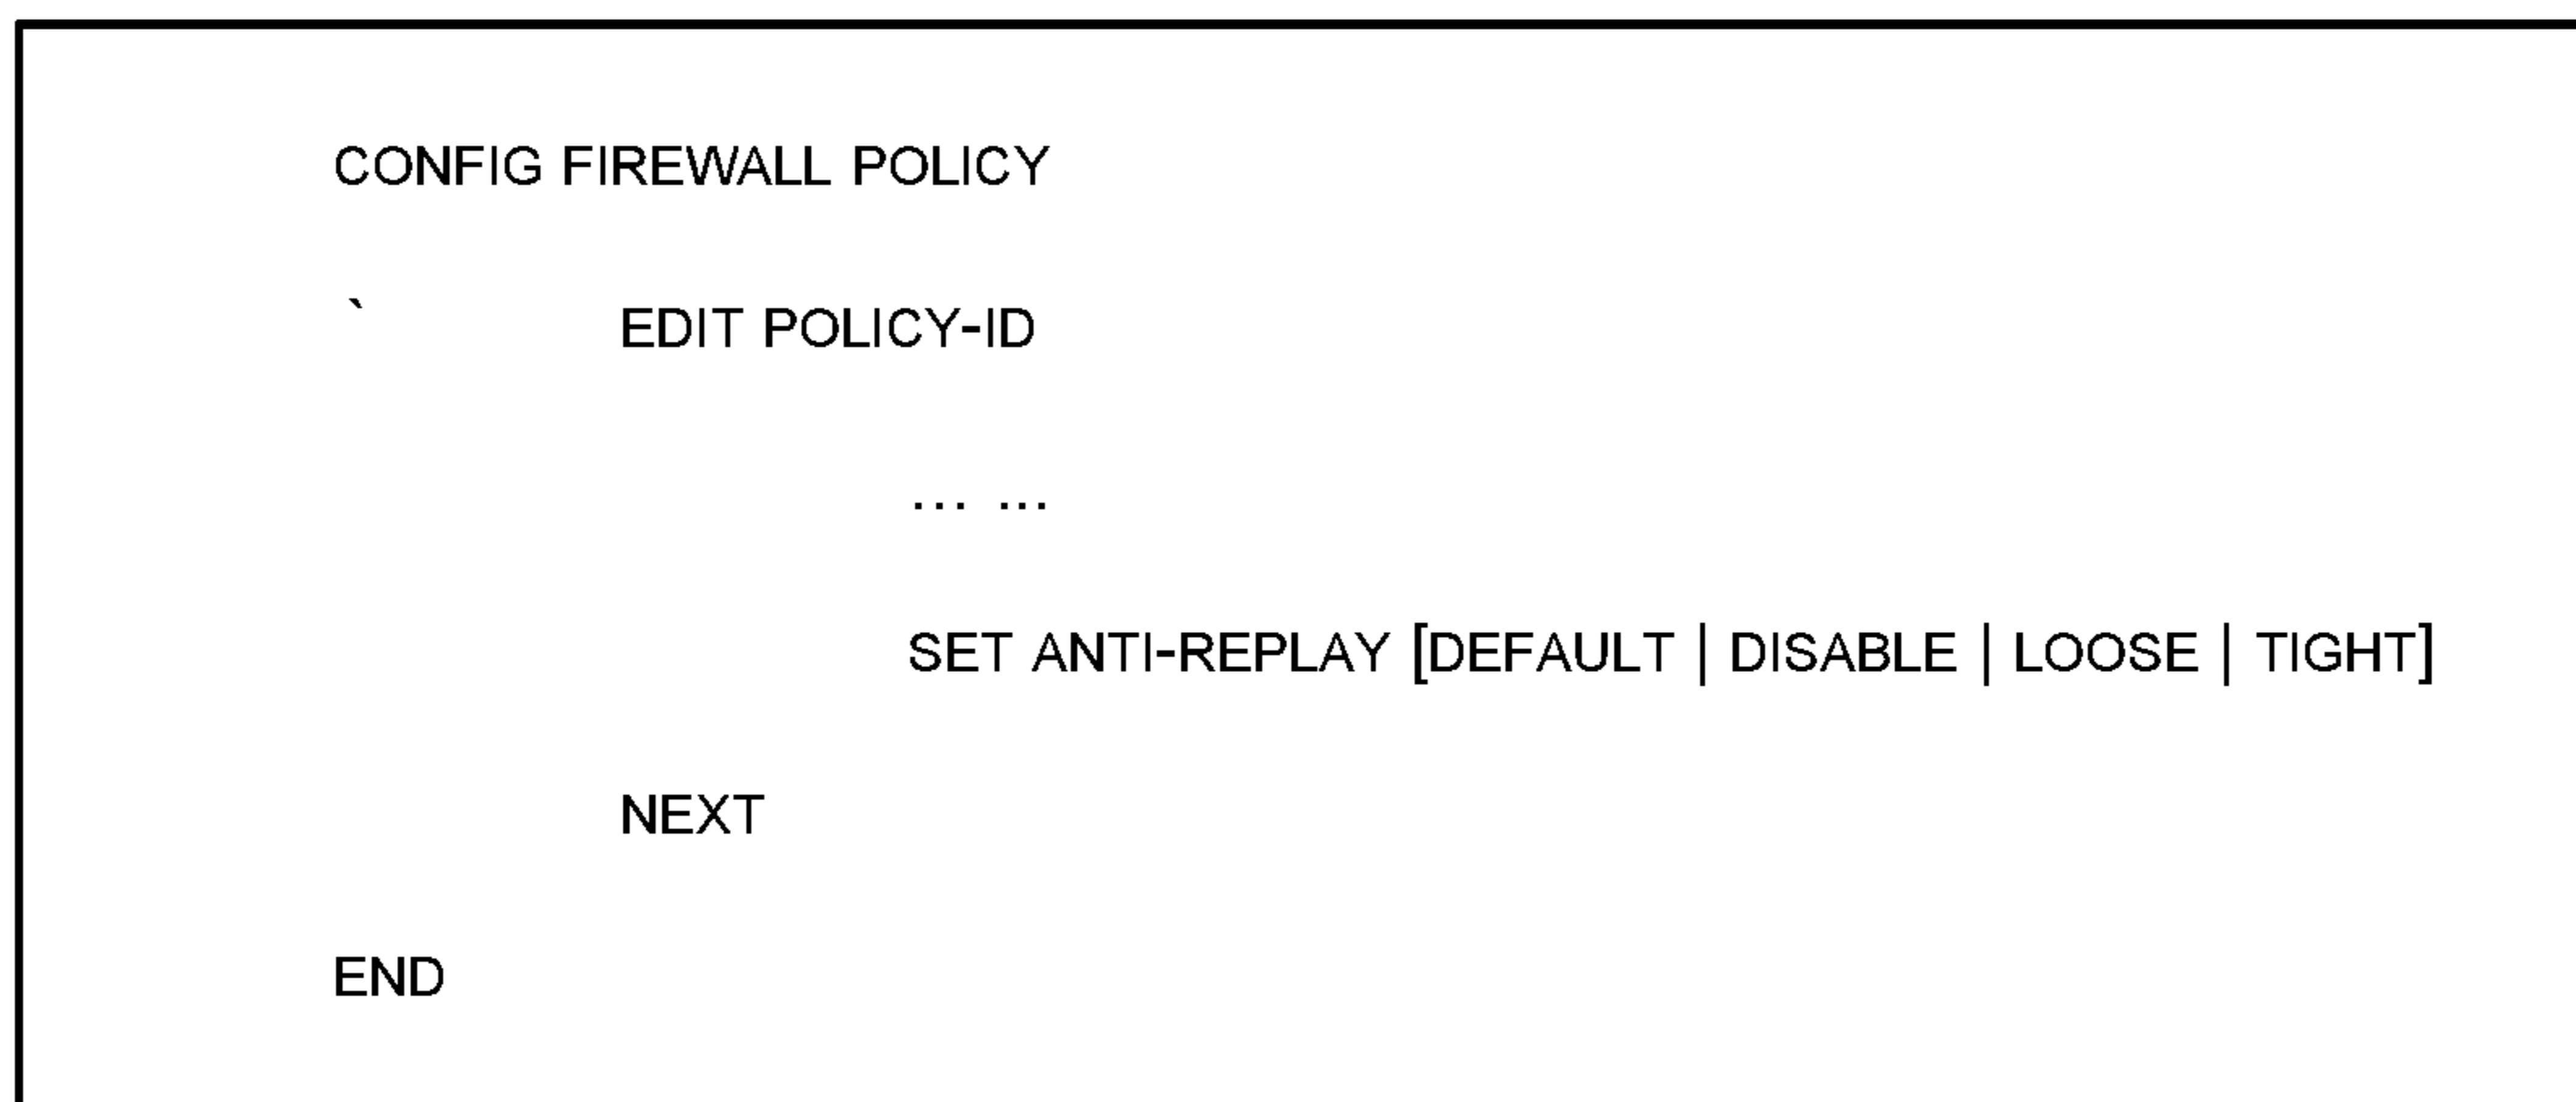 CONFIG FIREWALL POLICY
` EDIT POLICY-ID
... ...
SET ANTI-REPLAY [DEFAULT | DISABLE | LOOSE | TIGHT]
NEXT
END